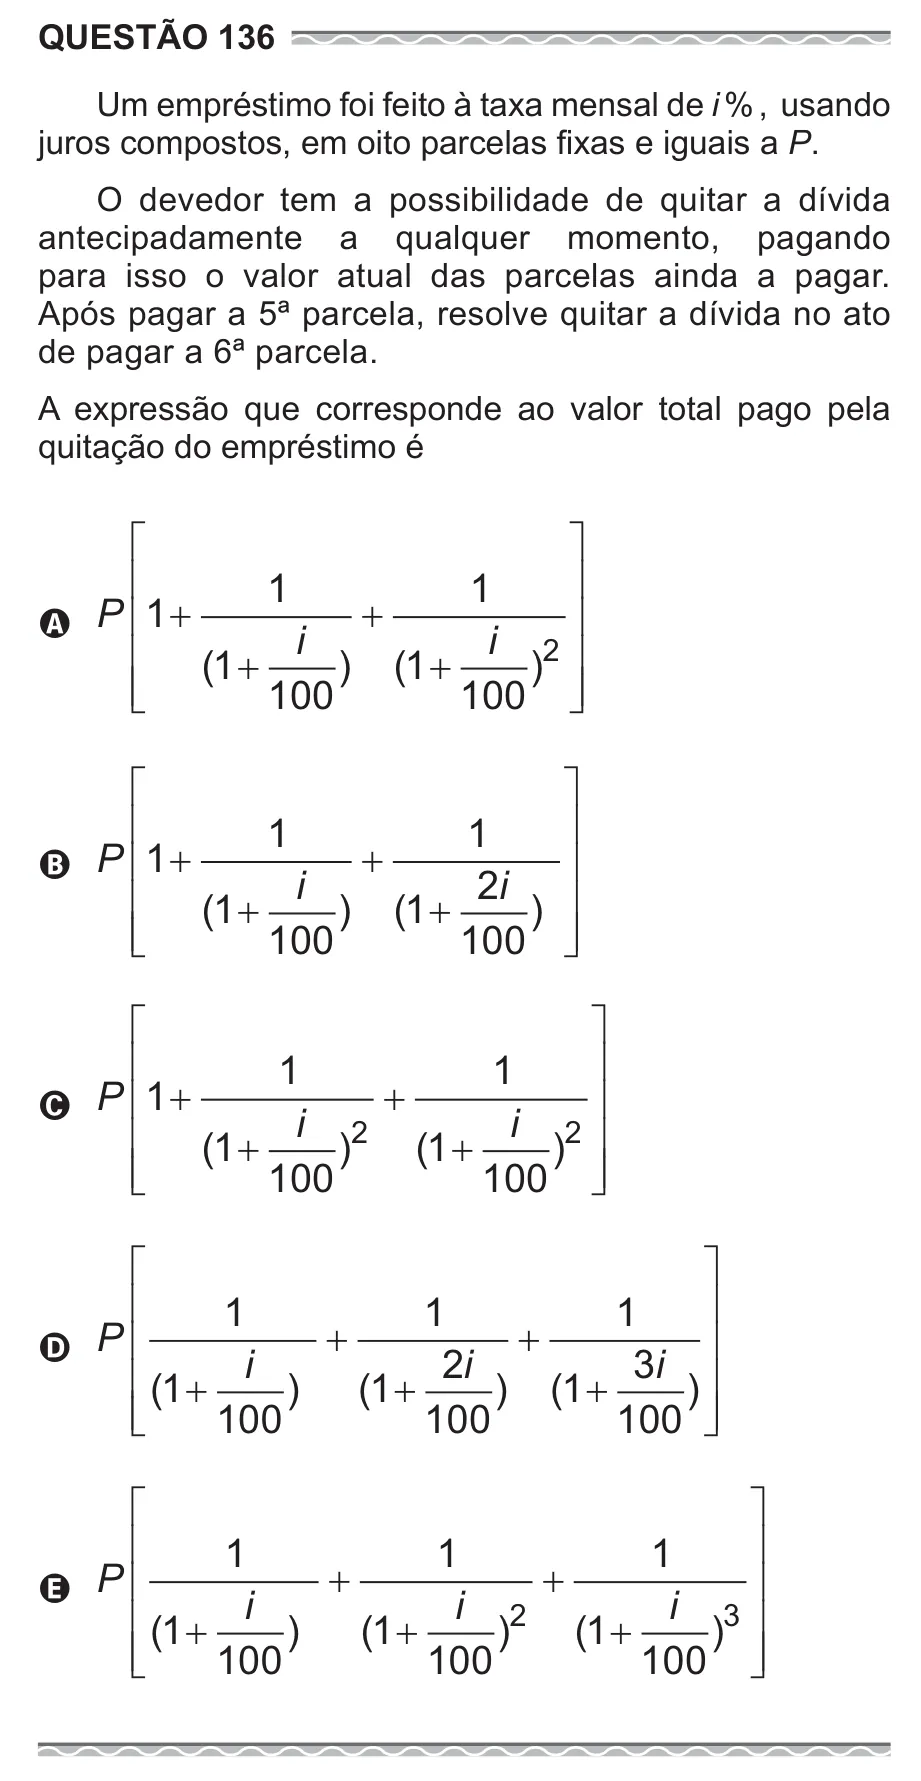 QUESTÃO 136
Um empréstimo foi feito à taxa mensal de i%, usando
juros compostos, em oito parcelas fixas e iguais a P.
O devedor tem a possibilidade de quitar a dívida
antecipadamente a qualquer momento, pagando
para isso o valor atual das parcelas ainda a pagar.
Após pagar a 5ª parcela, resolve quitar a dívida no ato
de pagar a 6ª parcela.
A expressão que corresponde ao valor total pago pela
quitação do empréstimo é
A P[1+ 1/(1+ i/100) + 1/(1+ i/100)²]
B P[1+ 1/(1+ i/100) + 1/(1+ 2i/100)]
C P[1+ 1/(1+ i/100)² + 1/(1+ i/100)²]
D P[1/(1+ i/100) + 1/(1+ 2i/100) + 1/(1+ 3i/100)]
E P[1/(1+ i/100) + 1/(1+ i/100)² + 1/(1+ i/100)³]